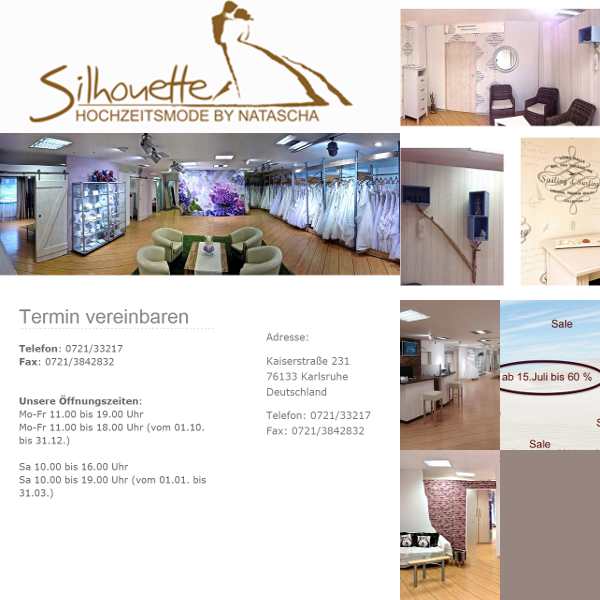 Silhouette
HOCHZEITSMODE BY NATASCHA
Termin vereinbaren
Telefon: 0721/33217
Fax: 0721/3842832
Unsere Öffnungszeiten:
Mo-Fr 11.00 bis 19.00 Uhr
Mo-Fr 11.00 bis 18.00 Uhr (vom 01.10.
bis 31.12.)
Sa 10.00 bis 16.00 Uhr
Sa 10.00 bis 19.00 Uhr (vom 01.01. bis
31.03.)
Adresse:
Kaiserstraße 231
76133 Karlsruhe
Deutschland
Telefon: 0721/33217
Fax: 0721/3842832
Sailing & Surfing
Sale
ab 15.Juli bis 60 %
S
Sale